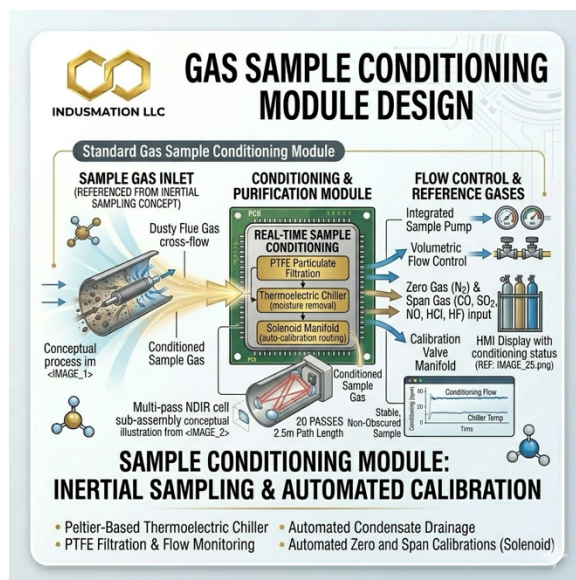 INDUSMATION LLC
GAS SAMPLE CONDITIONING
MODULE DESIGN
Standard Gas Sample Conditioning Module
SAMPLE GAS INLET
(REFERENCED FROM INERTIAL
SAMPLING CONCEPT)
Dusty Flue Gas
cross-flow
Conceptual
process im
<IMAGE_1>
Conditioned
Sample Gas
CONDITIONING &
PURIFICATION MODULE
PCB
REAL-TIME SAMPLE
CONDITIONING
PTFE Particulate
Filtration
Thermoelectric Chiller
(moisture removal)
Solenoid Manifold
(auto-calibration routing)
Multi-pass NDIR cell
sub-assembly conceptual
illustration from <IMAGE_2>
20 PASSES
2.5m Path Length
Conditioned
Sample
Gas
Stable,
Non-Obscured
Sample
FLOW CONTROL &
REFERENCE GASES
Integrated
Sample Pump
Volumetric
Flow Control
Zero Gas (N₂) &
Span Gas (CO, SO₂,
NO, HCl, HF) input
Calibration
Valve
Manifold
HMI Display with
conditioning status
(REF: IMAGE_25.png)
Conditioning Flow
Chiller Temp
SAMPLE CONDITIONING MODULE:
INERTIAL SAMPLING & AUTOMATED CALIBRATION
• Peltier-Based Thermoelectric Chiller
• PTFE Filtration & Flow Monitoring
• Automated Condensate Drainage
• Automated Zero and Span Calibrations (Solenoid)